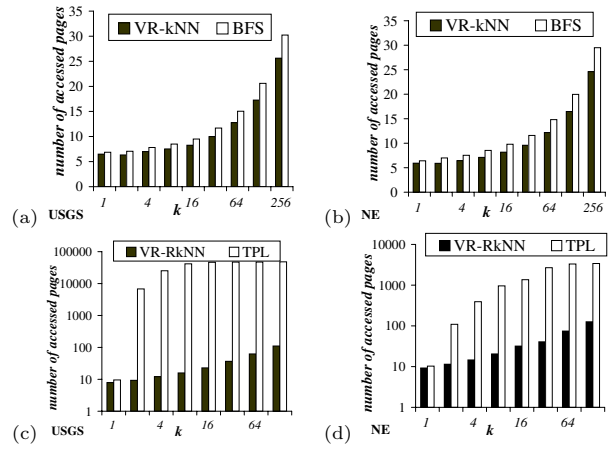 VR-kNN BFS
number of accessed pages
35
30
25
20
15
10
5
0
1 4 16 64 256
k
(a) USGS
VR-kNN BFS
number of accessed pages
35
30
25
20
15
10
5
0
1 4 16 64 256
k
(b) NE
VR-RkNN TPL
number of accessed pages
100000
10000
1000
100
10
1
1 4 16 64
k
(c) USGS
VR-RkNN TPL
number of accessed pages
10000
1000
100
10
1
1 4 16 64
k
(d) NE